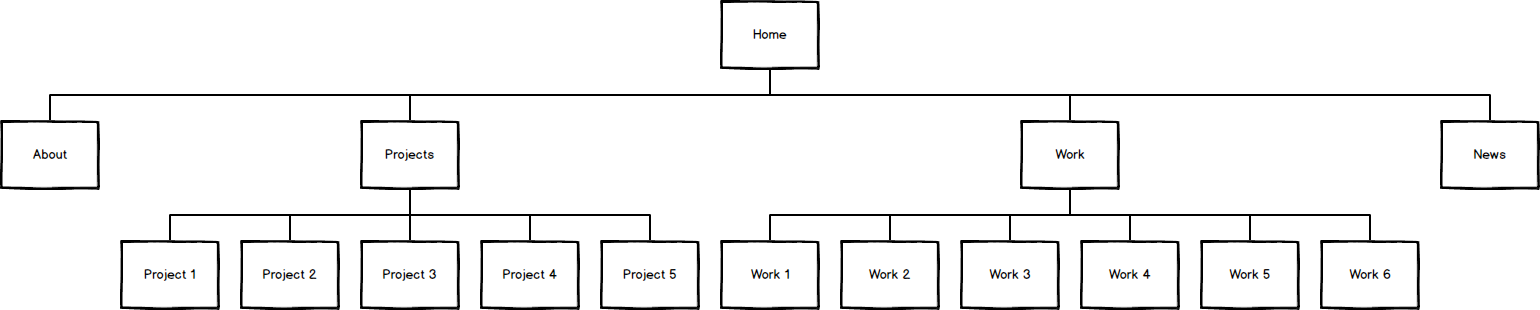 Home
About
Projects
Work
News
Project 1
Project 2
Project 3
Project 4
Project 5
Work 1
Work 2
Work 3
Work 4
Work 5
Work 6